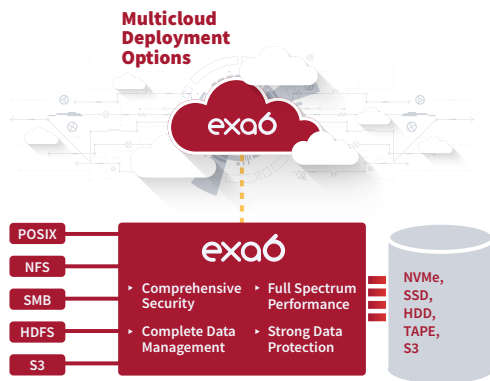 Multicloud
Deployment
Options
exa6
POSIX
NFS
SMB
HDFS
S3
exa6
‣ Comprehensive
Security
‣ Full Spectrum
Performance
‣ Complete Data
Management
‣ Strong Data
Protection
NVMe,
SSD,
HDD,
TAPE,
S3